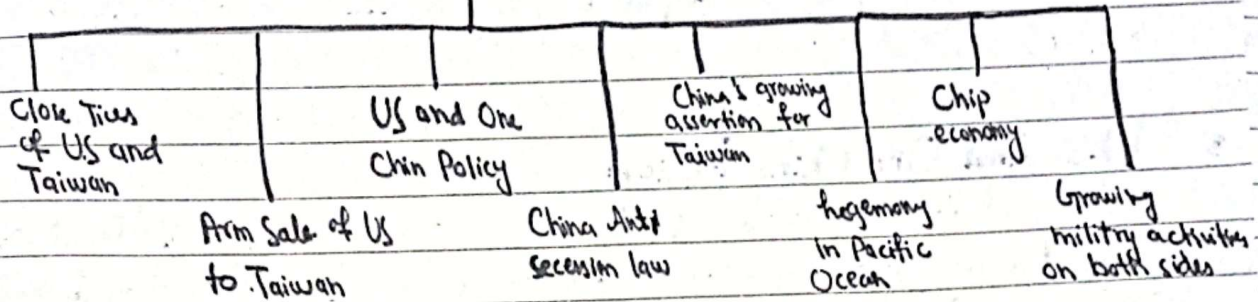 Close Ties
of U.S and
Taiwan
Arm Sale of US
to Taiwan
US and One
Chin Policy
China Anti
secession law
China's growing
assertion for
Taiwan
hegemony
in Pacific
Ocean
Chip
economy
Growing
militry activities
on both sides